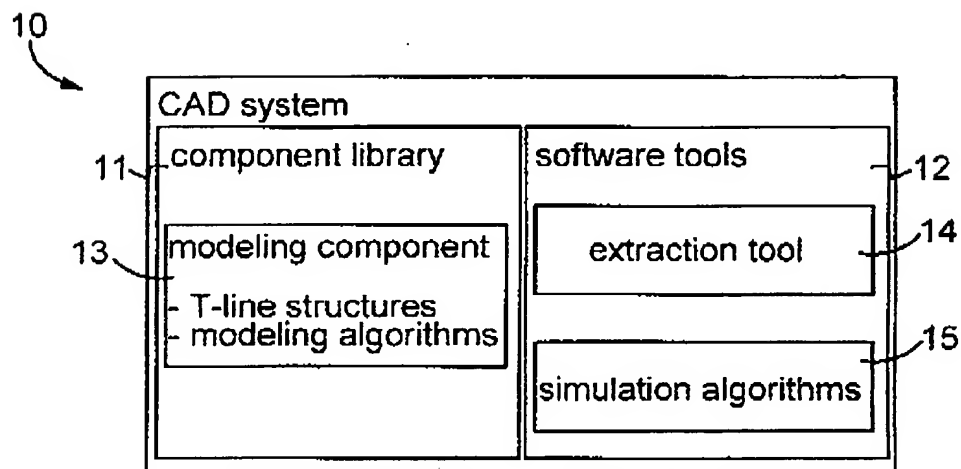 10
CAD system
11
component library
software tools
12
13
modeling component
- T-line structures
- modeling algorithms
extraction tool
14
simulation algorithms
15